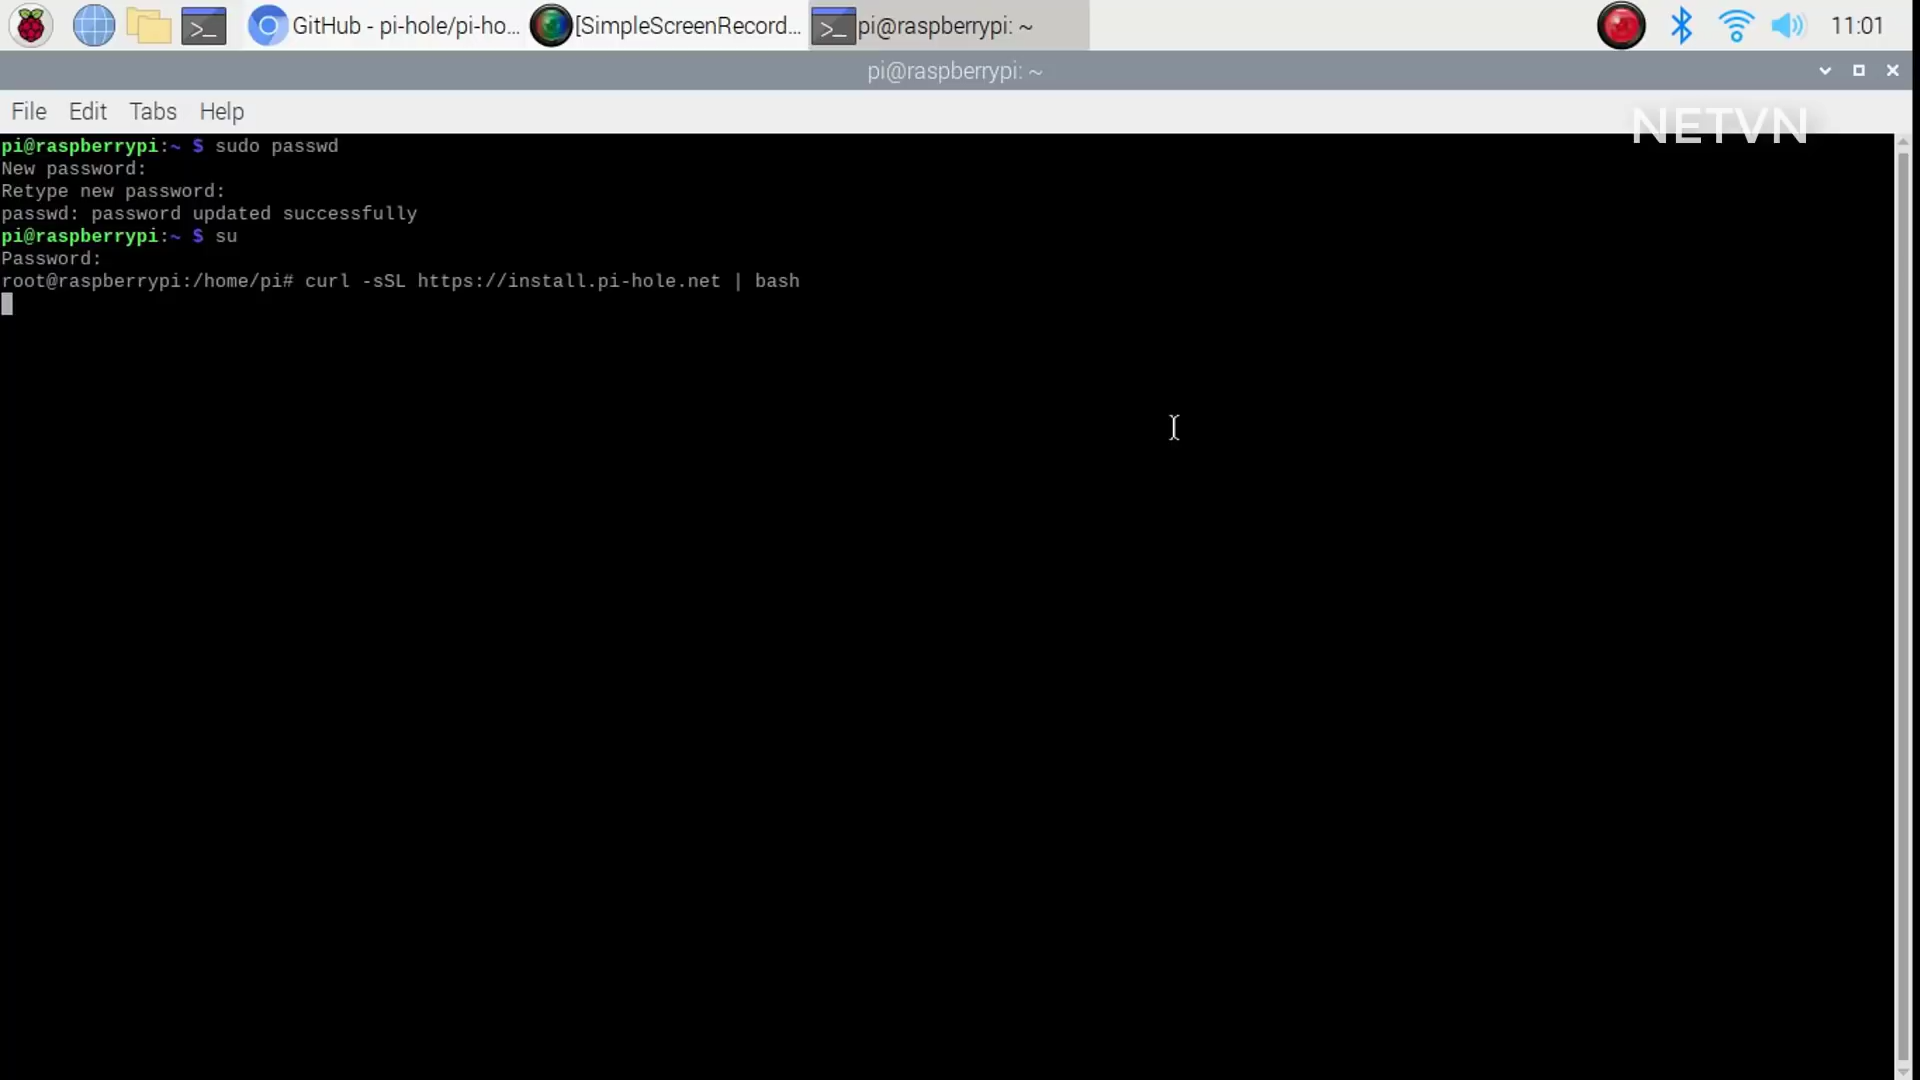 GitHub - pi-hole/pi-ho... [SimpleScreenRecord... pi@raspberrypi: ~ 11:01
pi@raspberrypi: ~
File Edit Tabs Help
NETVN
pi@raspberrypi:~ $ sudo passwd
New password:
Retype new password:
passwd: password updated successfully
pi@raspberrypi:~ $ su
Password:
root@raspberrypi:/home/pi# curl -sSL https://install.pi-hole.net | bash